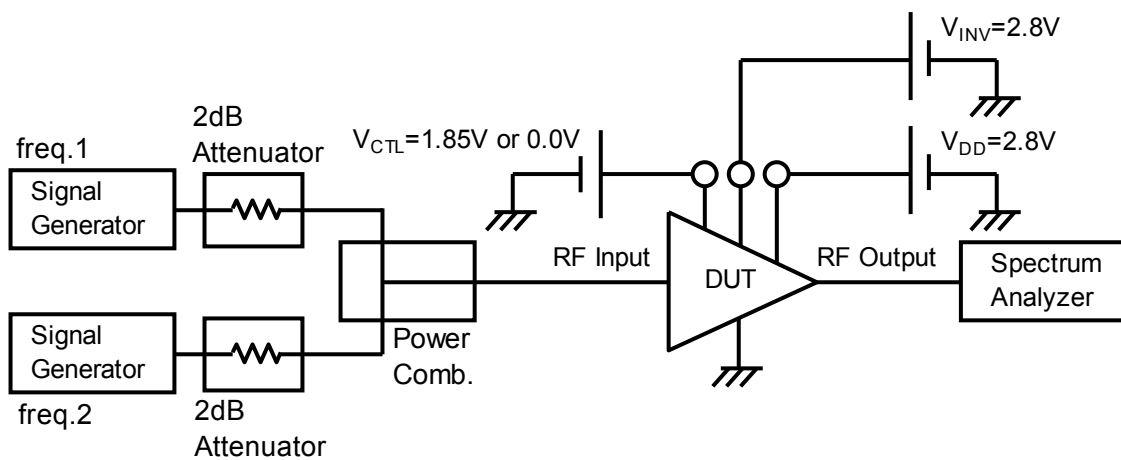 freq.1
Signal
Generator
2dB
Attenuator
V_CTL=1.85V or 0.0V
V_INV=2.8V
V_DD=2.8V
RF Input
DUT
RF Output
Spectrum
Analyzer
Power
Comb.
Signal
Generator
freq.2
2dB
Attenuator